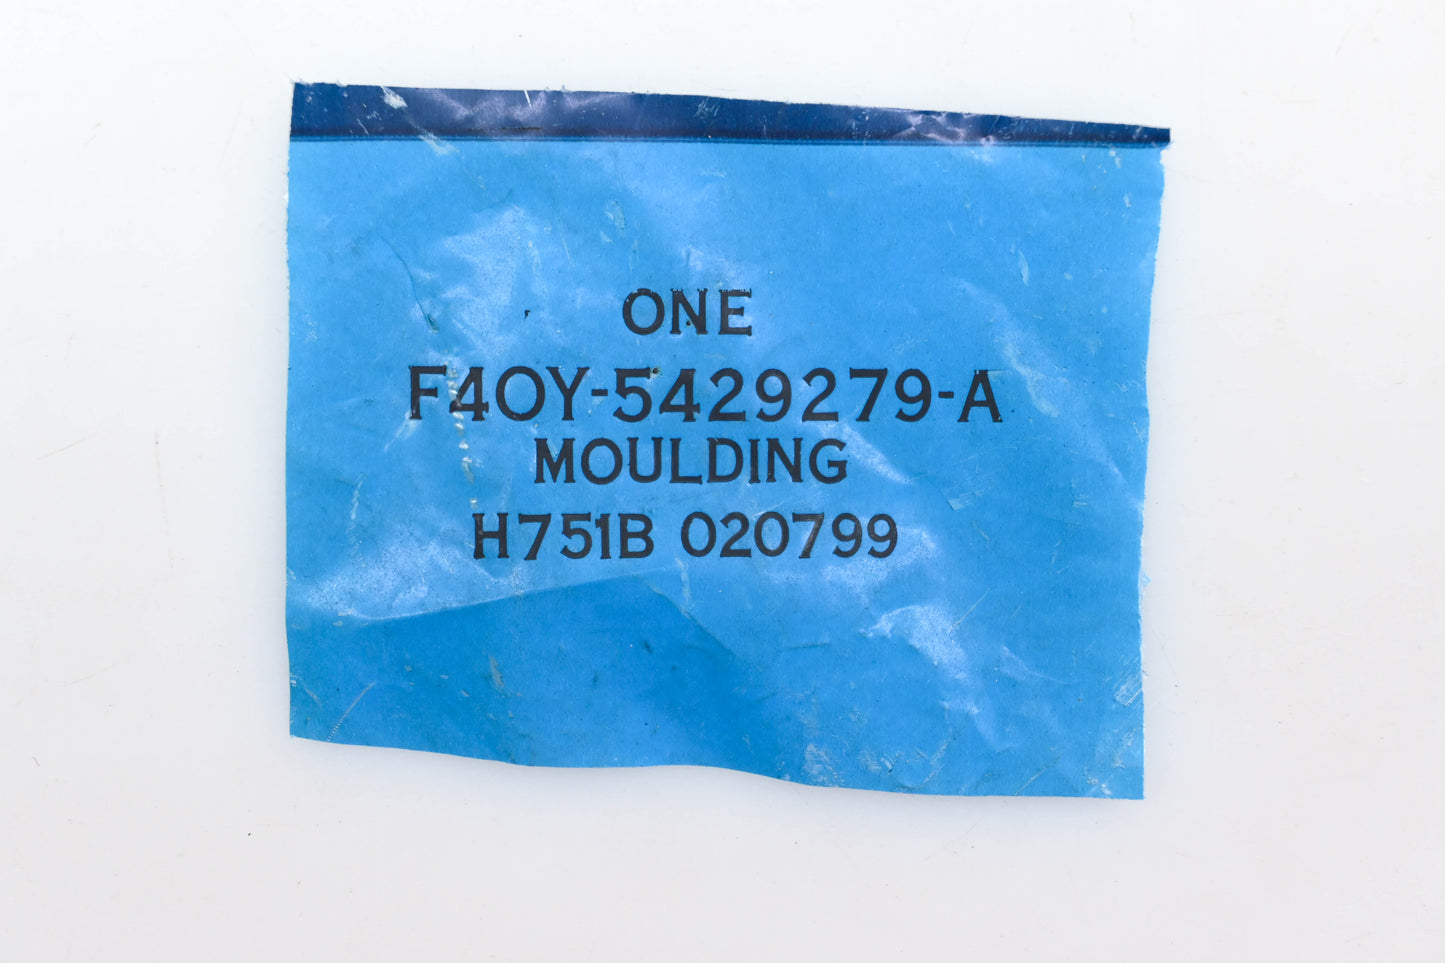 ONE
F4OY-5429279-A
MOULDING
H751B 020799